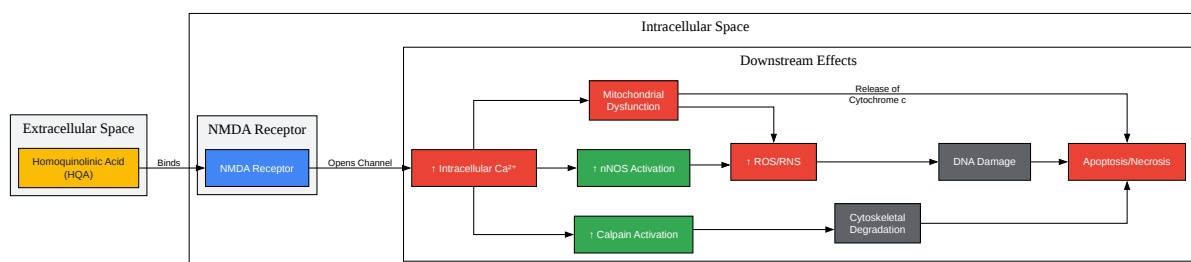 Intracellular Space
Downstream Effects
Extracellular Space
Homoquinolinic Acid
(HQA)
Binds
NMDA Receptor
NMDA Receptor
Opens Channel
↑ Intracellular Ca²⁺
Mitochondrial
Dysfunction
Release of
Cytochrome c
↑ nNOS Activation
↑ ROS/RNS
DNA Damage
Apoptosis/Necrosis
↑ Calpain Activation
Cytoskeletal
Degradation